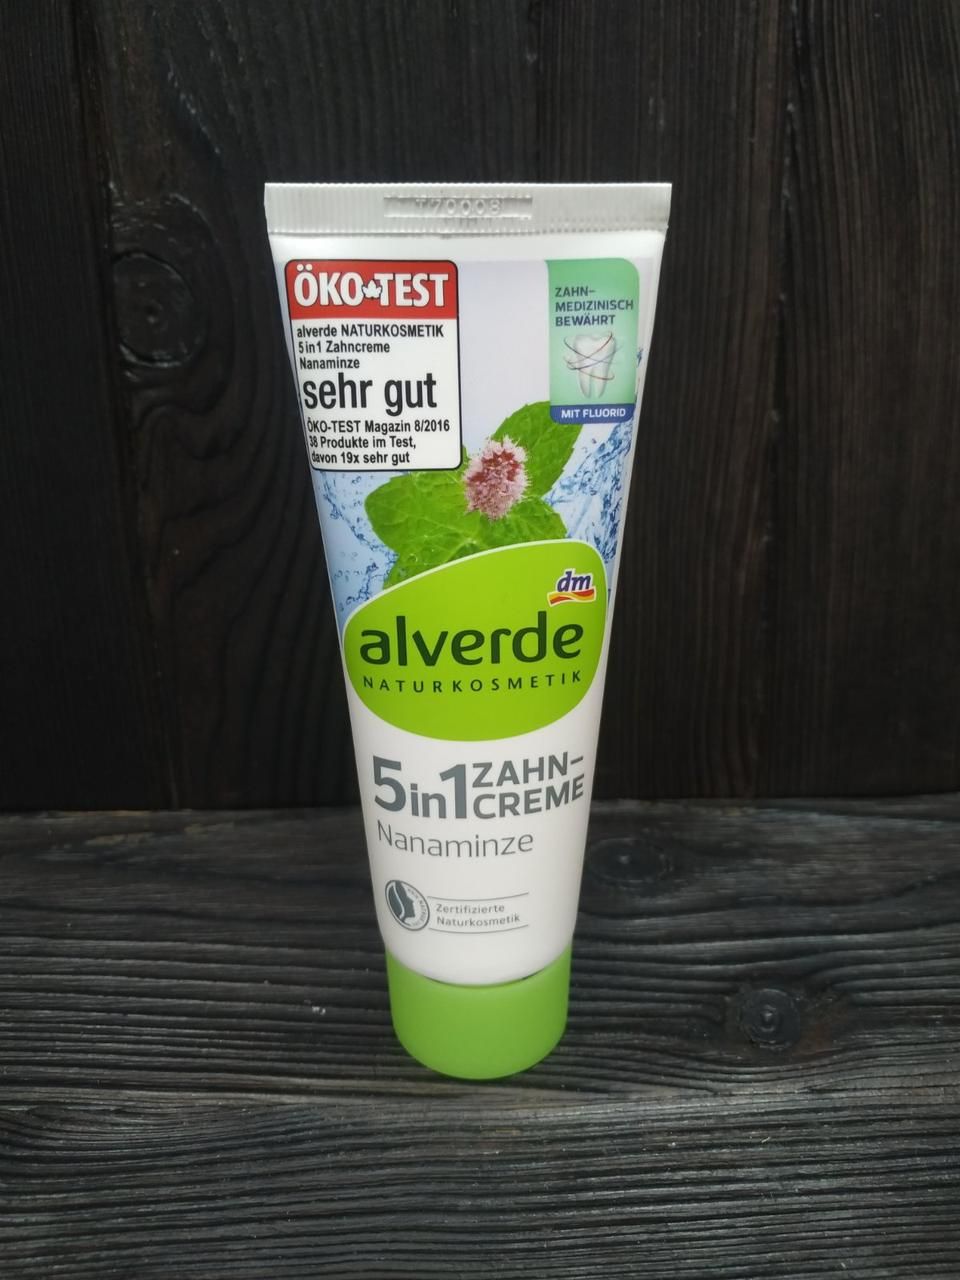 T70008
ÖKO TEST
alverde NATURKOSMETIK
5in1 Zahncreme
Nanaminze
sehr gut
ÖKO-TEST Magazin 8/2016
38 Produkte im Test,
davon 19x sehr gut
ZAHN-
MEDIZINISCH
BEWÄHRT
MIT FLUORID
dm
alverde
NATURKOSMETIK
5in1 ZAHN-
CREME
Nanaminze
Zertifizierte
Naturkosmetik